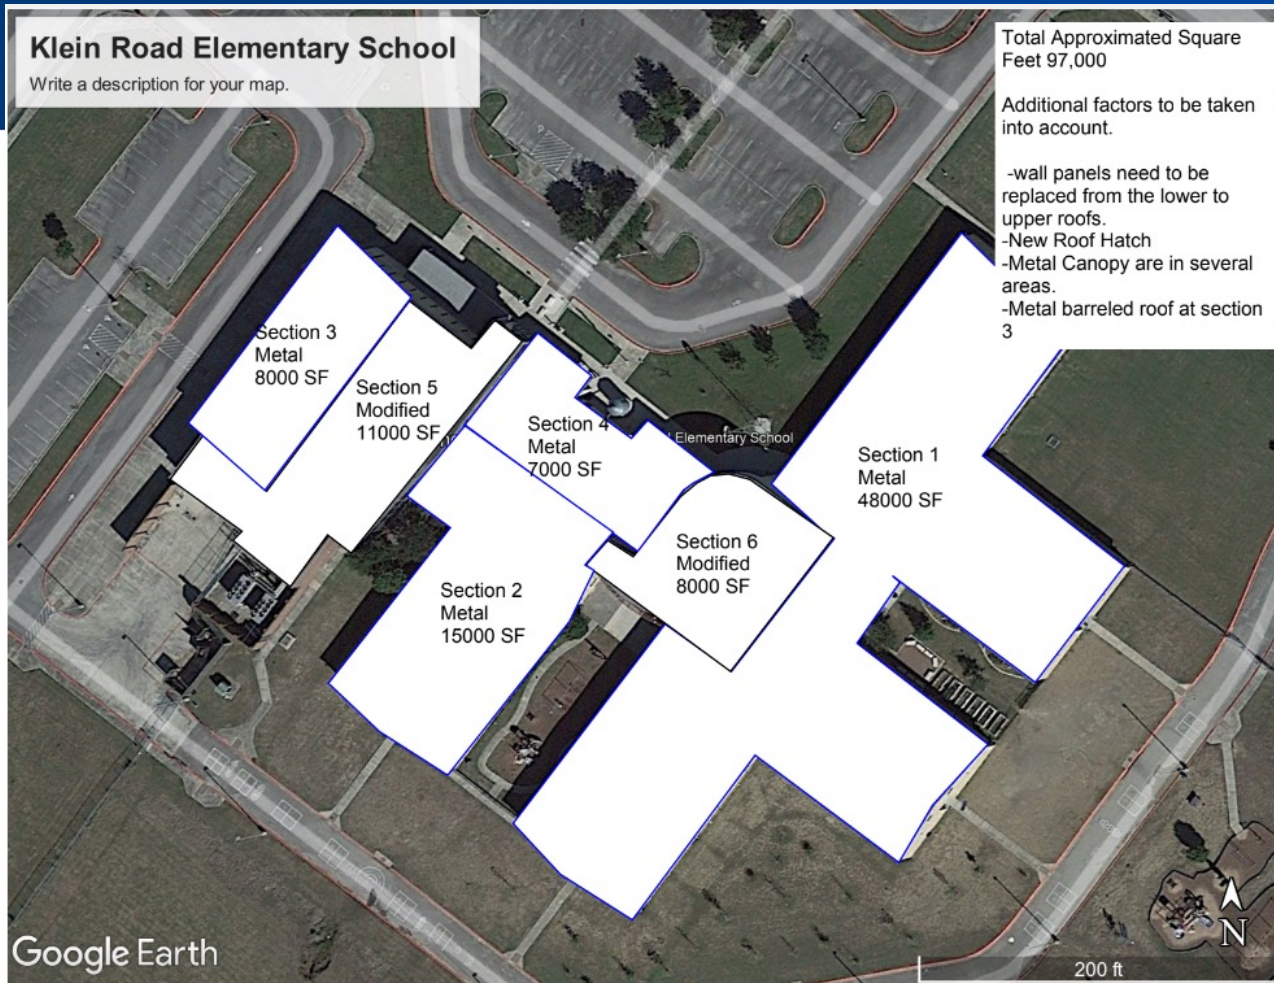 Klein Road Elementary School
Write a description for your map.
Total Approximated Square
Feet 97,000
Additional factors to be taken
into account.
-wall panels need to be
replaced from the lower to
upper roofs.
-New Roof Hatch
-Metal Canopy are in several
areas.
-Metal barreled roof at section
3
Section 3
Metal
8000 SF
Section 5
Modified
11000 SF
Section 4
Metal
7000 SF
Elementary School
Section 1
Metal
48000 SF
Section 6
Modified
8000 SF
Section 2
Metal
15000 SF
Google Earth
N
200 ft